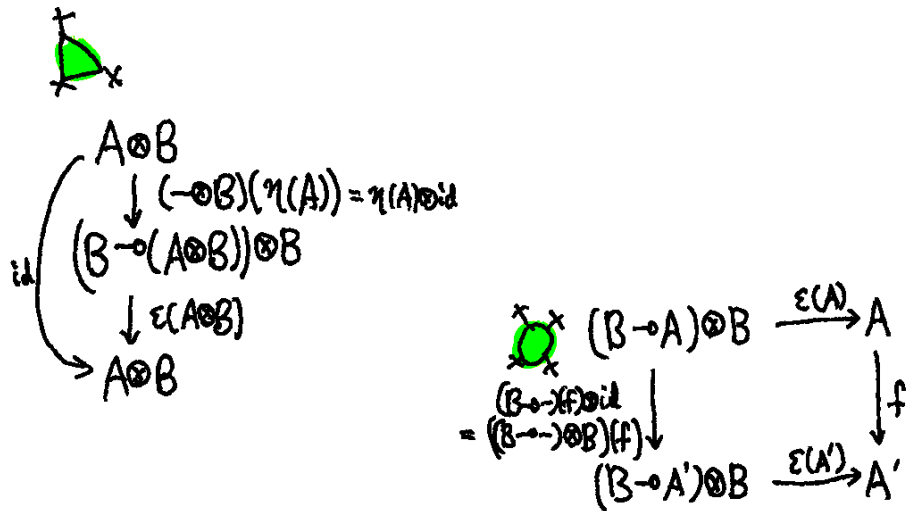 A⊗B
(-⊗B)(η(A)) = η(A)⊗id
(B⊸(A⊗B))⊗B
id
ε(A⊗B)
A⊗B
(B⊸A)⊗B
ε(A)
A
(B⊸-)(f)⊗id
= ((B⊸-)⊗B)(f)
f
(B⊸A')⊗B
ε(A')
A'